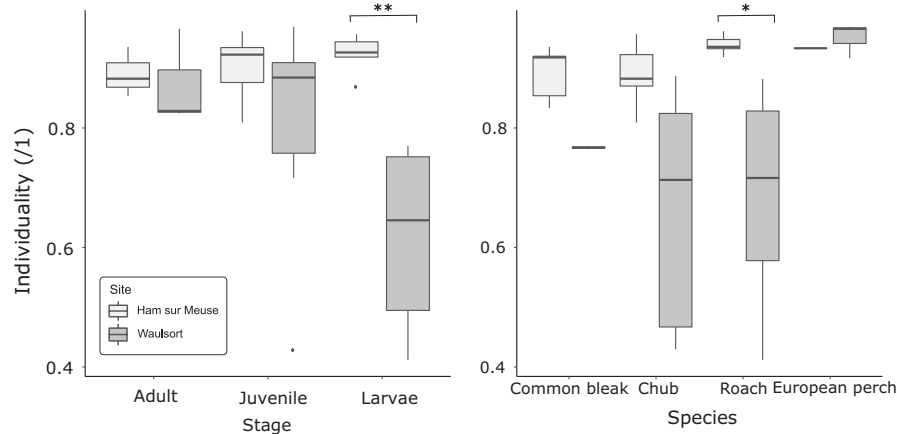 **
*
Individuality (/1)
0.8
0.6
0.4
0.8
0.6
0.4
Site
Ham sur Meuse
Waulsort
Adult
Juvenile
Larvae
Stage
Common bleak
Chub
Roach
European perch
Species